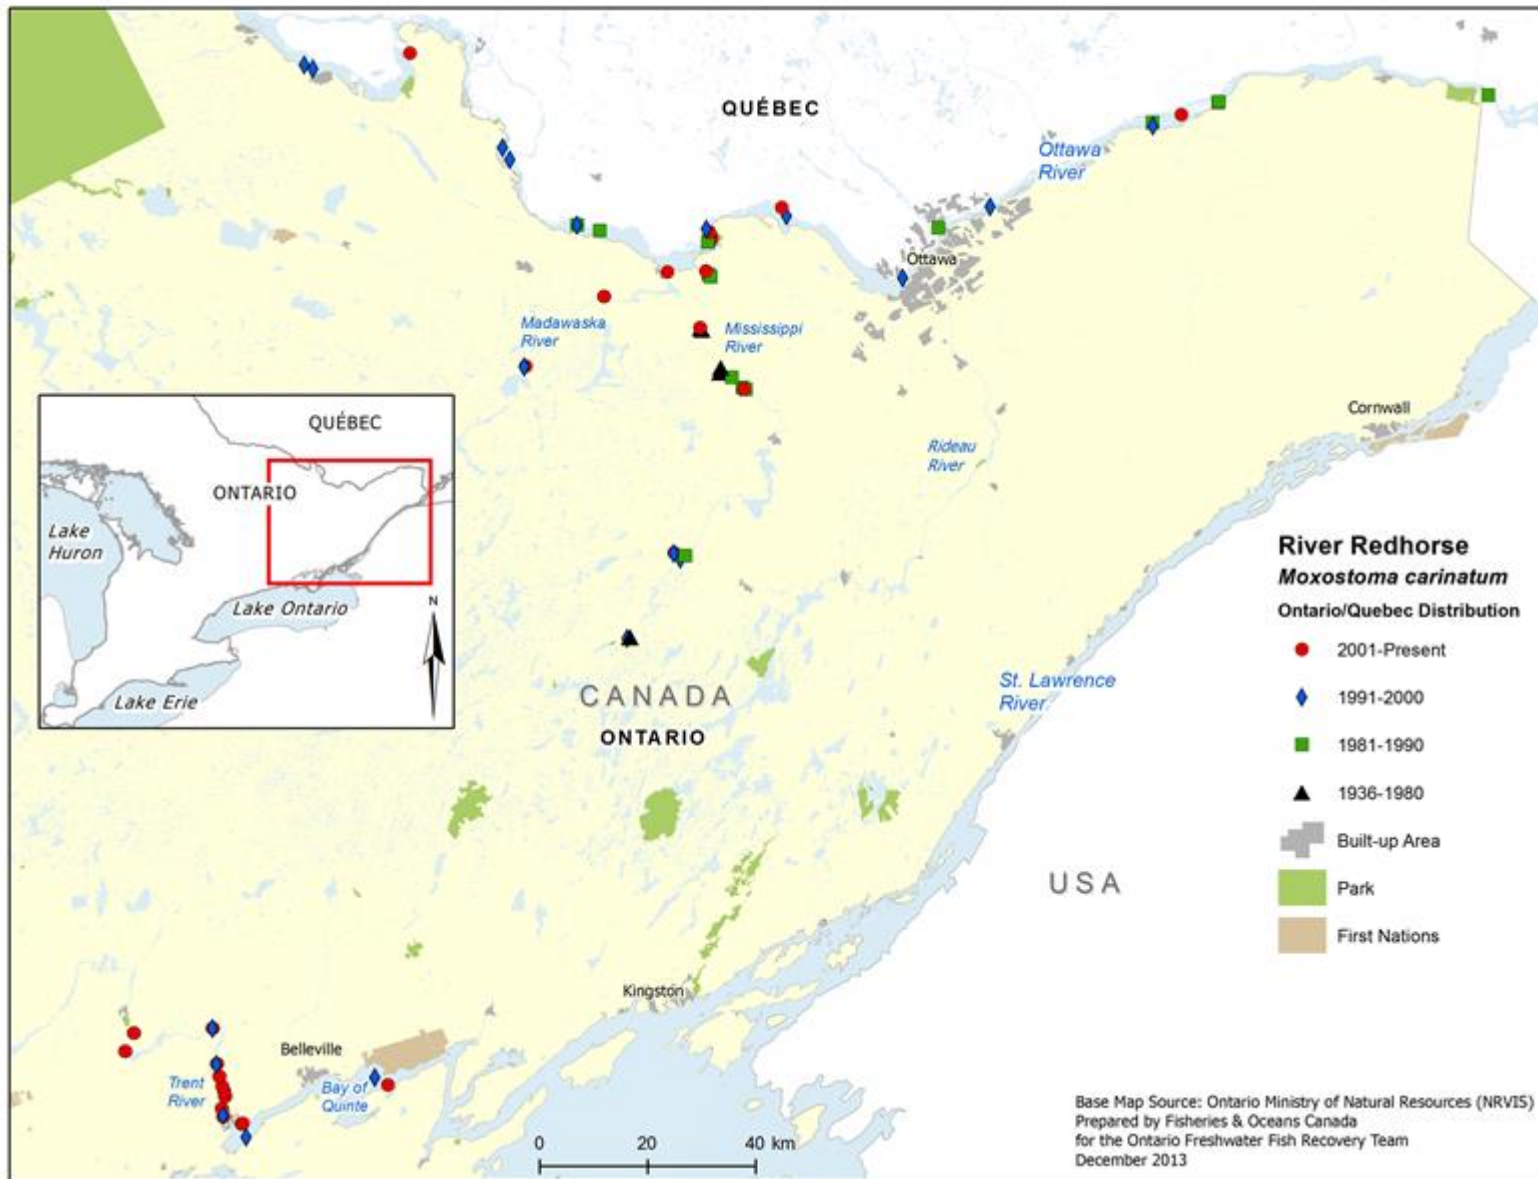 QUÉBEC
Ottawa
River
Ottawa
Madawaska
River
Mississippi
River
Cornwall
Rideau
River
QUÉBEC
ONTARIO
Lake
Huron
Lake Ontario
N
Lake Erie
CANADA
ONTARIO
St. Lawrence
River
USA
Kingston
Belleville
Trent
River
Bay of
Quinte
0 20 40 km
River Redhorse
Moxostoma carinatum
Ontario/Quebec Distribution
2001-Present
1991-2000
1981-1990
1936-1980
Built-up Area
Park
First Nations
Base Map Source: Ontario Ministry of Natural Resources (NRVIS)
Prepared by Fisheries & Oceans Canada
for the Ontario Freshwater Fish Recovery Team
December 2013